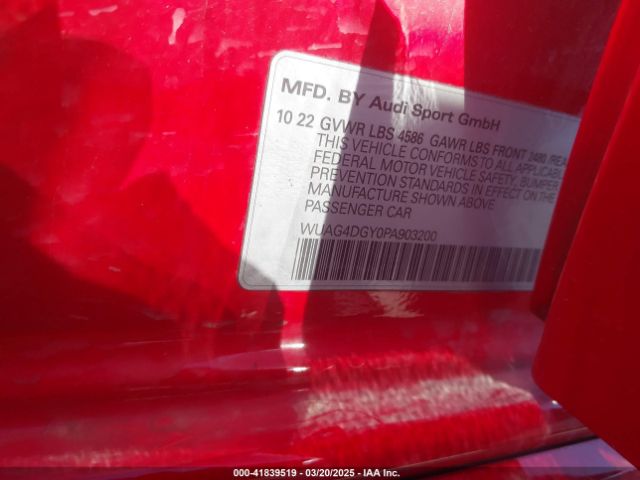 MFD. BY Audi Sport GmbH
10 22 GVWR LBS 4586 GAWR LBS FRONT 2480 REA
THIS VEHICLE CONFORMS TO ALL APPLICABL
FEDERAL MOTOR VEHICLE SAFETY, BUMPER
PREVENTION STANDARDS IN EFFECT ON THE
MANUFACTURE SHOWN ABOVE
PASSENGER CAR
WUAG4DGY0PA903200
000-41839519 - 03/20/2025 - IAA Inc.